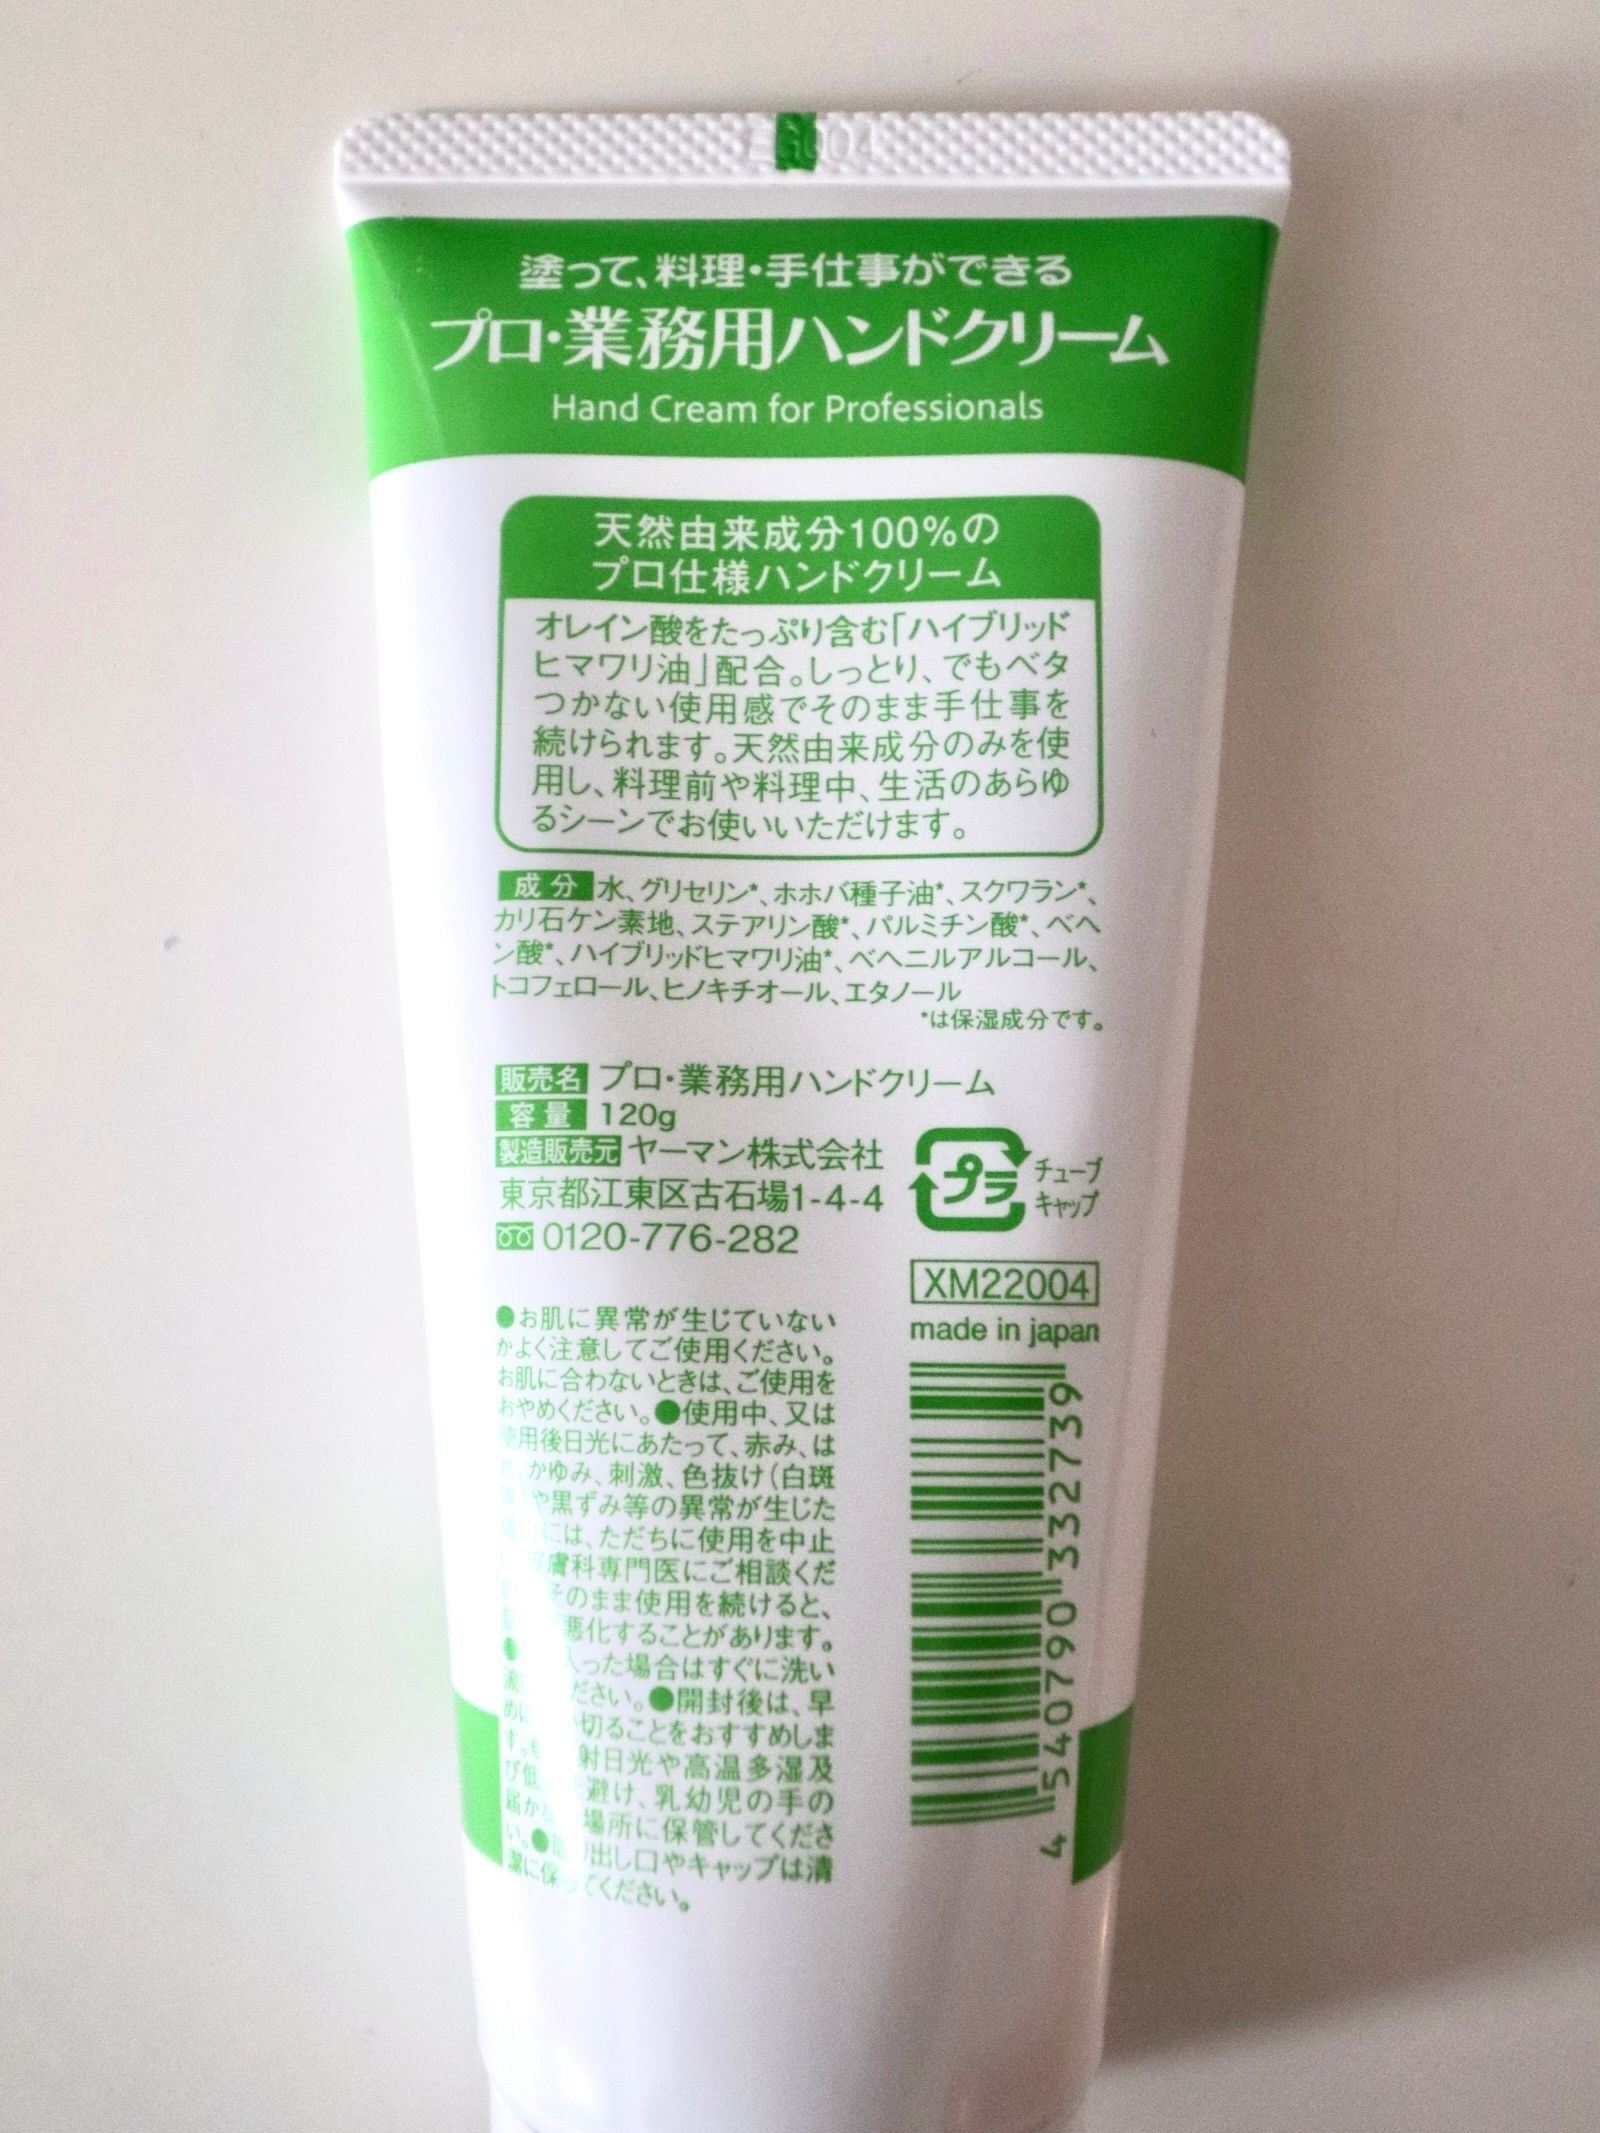 塗って、料理・手仕事ができる
プロ・業務用ハンドクリーム
Hand Cream for Professionals
天然由来成分100%の
プロ仕様ハンドクリーム
オレイン酸をたっぷり含む「ハイブリッド
ヒマワリ油」配合。しっとり、でもベタ
つかない使用感でそのまま手仕事を
続けられます。天然由来成分のみを使
用し、料理前や料理中、生活のあらゆ
るシーンでお使いいただけます。
成分 水、グリセリン*、ホホバ種子油*、スクワラン*、
カリ石ケン素地、ステアリン酸*、パルミチン酸*、ベヘ
ン酸*、ハイブリッドヒマワリ油*、ベヘニルアルコール、
トコフェロール、ヒノキチオール、エタノール
*は保湿成分です。
販売名 プロ・業務用ハンドクリーム
容量 120g
製造販売元 ヤーマン株式会社
東京都江東区古石場1-4-4
0120-776-282
プラ
チューブ
キャップ
XM22004
made in japan
●お肌に異常が生じていない
かよく注意してご使用ください。
お肌に合わないときは、ご使用を
おやめください。●使用中、又は
使用後日光にあたって、赤み、は
かゆみ、刺激、色抜け(白斑
や黒ずみ等の異常が生じた
には、ただちに使用を中止
膚科専門医にご相談くだ
そのまま使用を続けると、
悪化することがあります。
入った場合はすぐに洗い
流し ださい。●開封後は、早
めに 切ることをおすすめしま
す。 射日光や高温多湿及
び低 避け、乳幼児の手の
届かな 場所に保管してくださ
い。● 出し口やキャップは清
潔に保 てください。
4 540790 332739